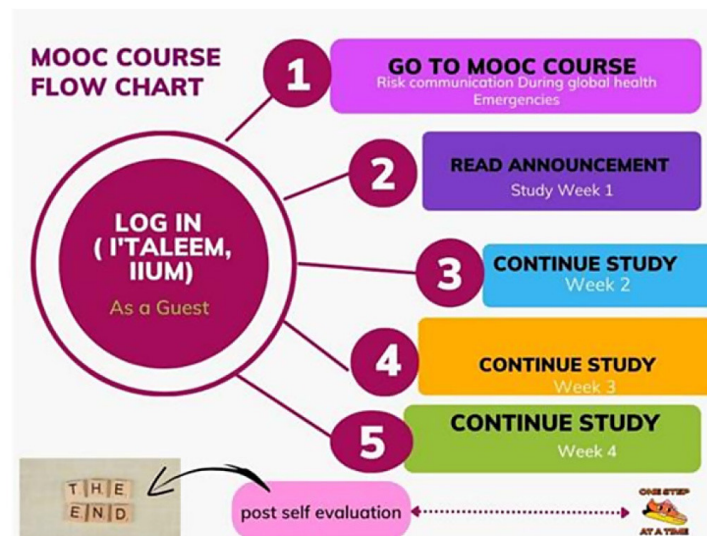 MOOC COURSE
FLOW CHART
1
GO TO MOOC COURSE
Risk communication During global health
Emergencies
2
READ ANNOUNCEMENT
Study Week 1
LOG IN
( I'TALEEM,
IIUM)
As a Guest
3
CONTINUE STUDY
Week 2
4
CONTINUE STUDY
Week 3
5
CONTINUE STUDY
Week 4
THE
END
post self evaluation
ONE STEP
AT A TIME